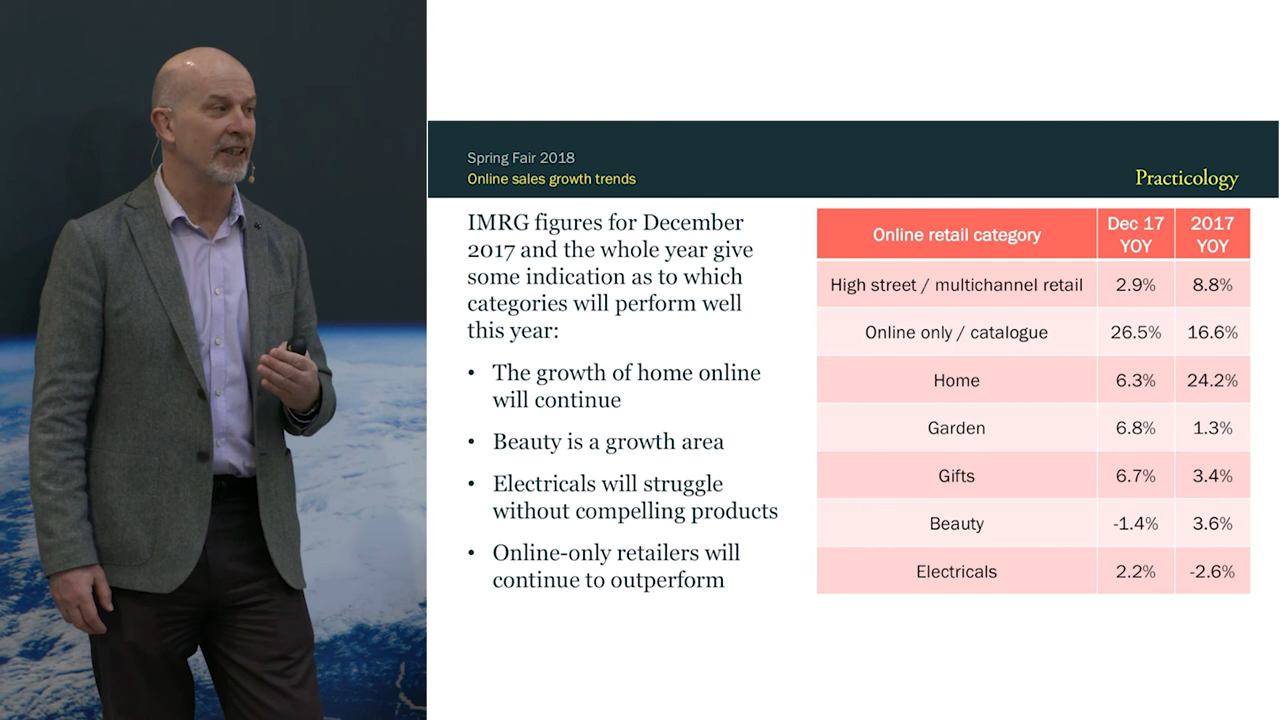 Spring Fair 2018
Online sales growth trends
Practicology
IMRG figures for December
2017 and the whole year give
some indication as to which
categories will perform well
this year:
• The growth of home online
will continue
• Beauty is a growth area
• Electricals will struggle
without compelling products
• Online-only retailers will
continue to outperform
Online retail category Dec 17 YOY 2017 YOY
High street / multichannel retail 2.9% 8.8%
Online only / catalogue 26.5% 16.6%
Home 6.3% 24.2%
Garden 6.8% 1.3%
Gifts 6.7% 3.4%
Beauty -1.4% 3.6%
Electricals 2.2% -2.6%